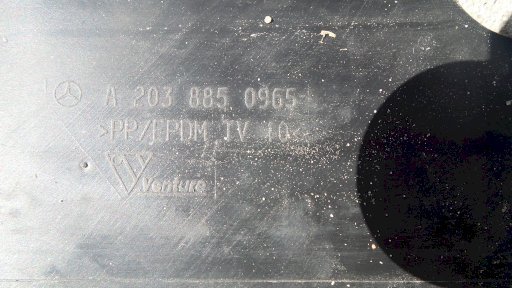 A 203 885 0965
>PP/EPDM TV 10<
Venture